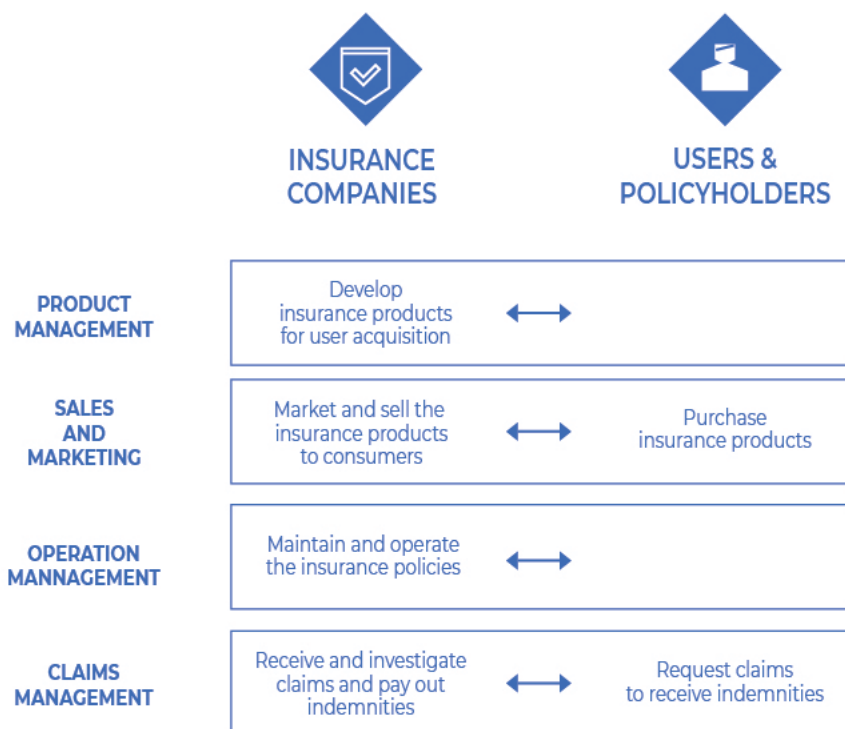 INSURANCE
COMPANIES
USERS &
POLICYHOLDERS
PRODUCT
MANAGEMENT
Develop
insurance products
for user acquisition
SALES
AND
MARKETING
Market and sell the
insurance products
to consumers
Purchase
insurance products
OPERATION
MANNAGEMENT
Maintain and operate
the insurance policies
CLAIMS
MANAGEMENT
Receive and investigate
claims and pay out
indemnities
Request claims
to receive indemnities